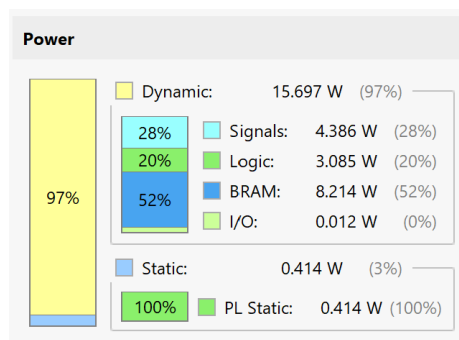 Power
Dynamic: 15.697 W (97%)
28% Signals: 4.386 W (28%)
20% Logic: 3.085 W (20%)
97% 52% BRAM: 8.214 W (52%)
I/O: 0.012 W (0%)
Static: 0.414 W (3%)
100% PL Static: 0.414 W (100%)